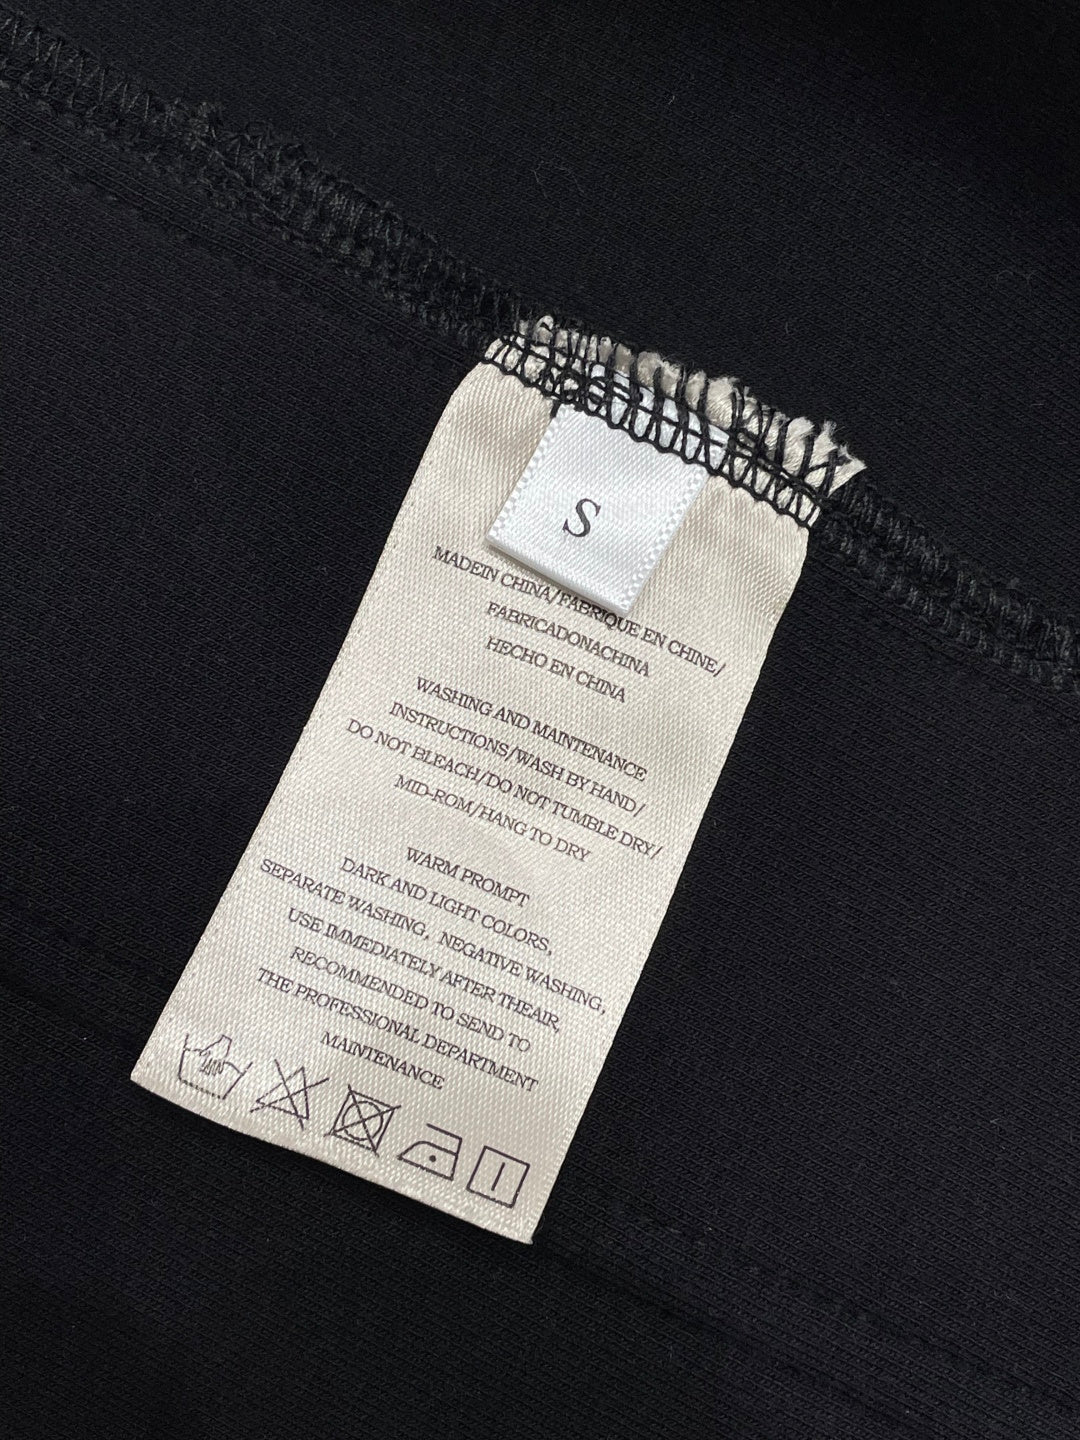 S
MADEIN CHINA/FABRIQUE EN CHINE/
FABRICADONACHINA
HECHO EN CHINA
WASHING AND MAINTENANCE
INSTRUCTIONS/WASH BY HAND/
DO NOT BLEACH/DO NOT TUMBLE DRY/
MID-ROM/HANG TO DRY
WARM PROMPT
DARK AND LIGHT COLORS,
SEPARATE WASHING, NEGATIVE WASHING,
USE IMMEDIATELY AFTER THEAIR,
RECOMMENDED TO SEND TO
THE PROFESSIONAL DEPARTMENT
MAINTENANCE